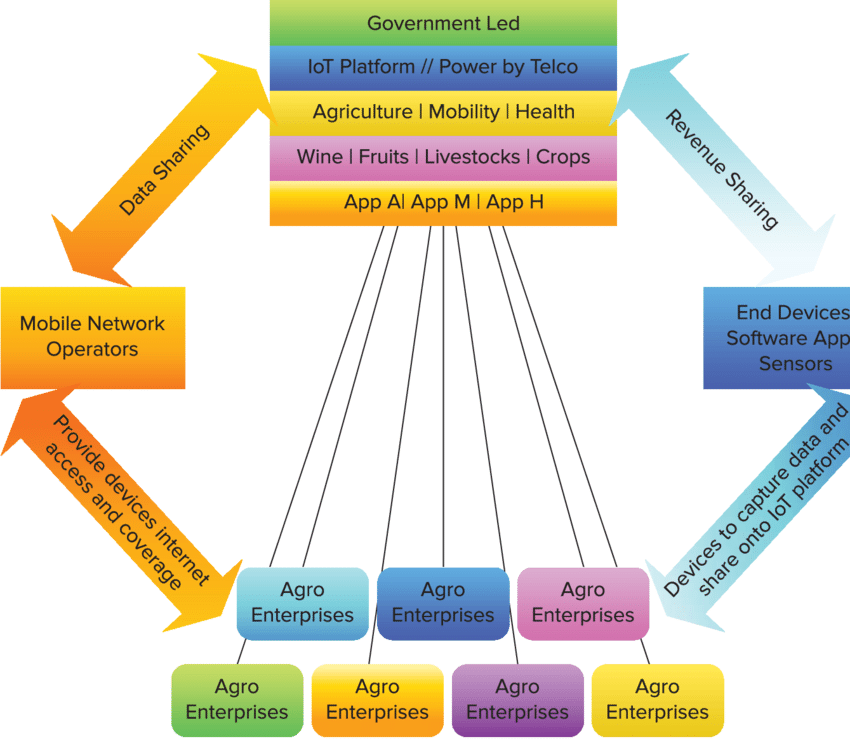 Government Led
IoT Platform // Power by Telco
Agriculture | Mobility | Health
Wine | Fruits | Livestocks | Crops
App A| App M | App H
Data Sharing
Revenue Sharing
Mobile Network
Operators
End Devices
Software App
Sensors
Provide devices internet
access and coverage
Devices to capture data and
share onto IoT platform
Agro
Enterprises
Agro
Enterprises
Agro
Enterprises
Agro
Enterprises
Agro
Enterprises
Agro
Enterprises
Agro
Enterprises